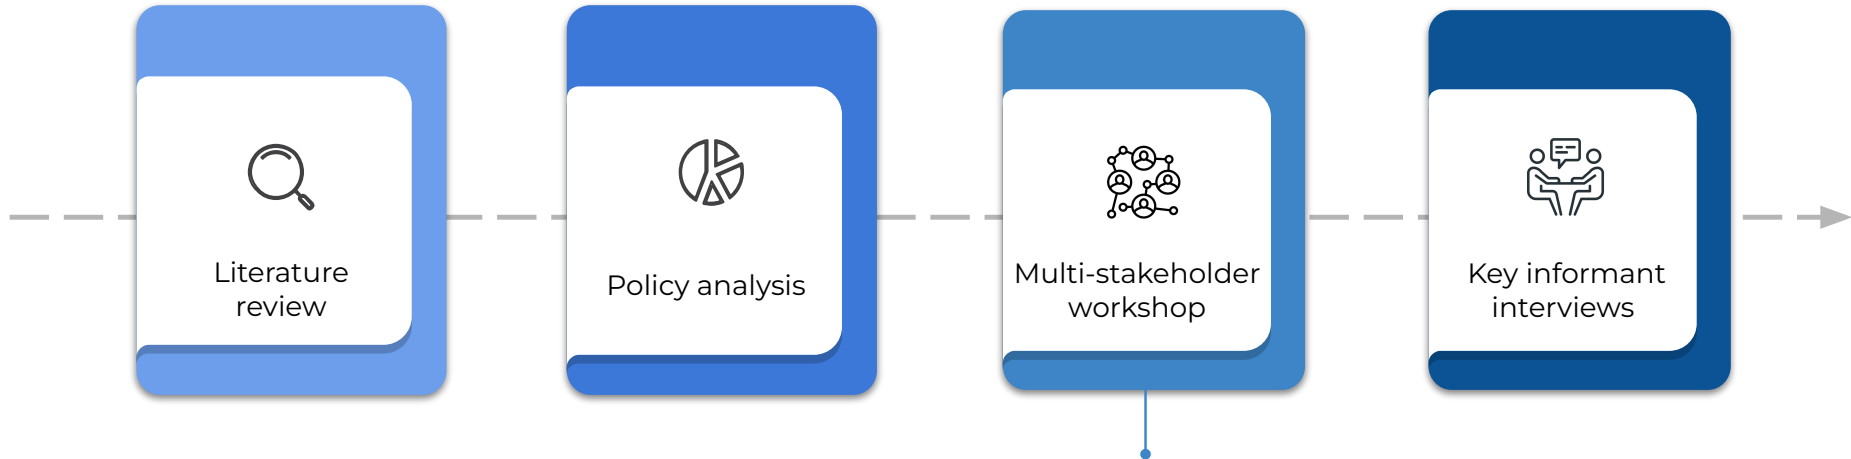 Literature
review
Policy analysis
Multi-stakeholder
workshop
Key informant
interviews